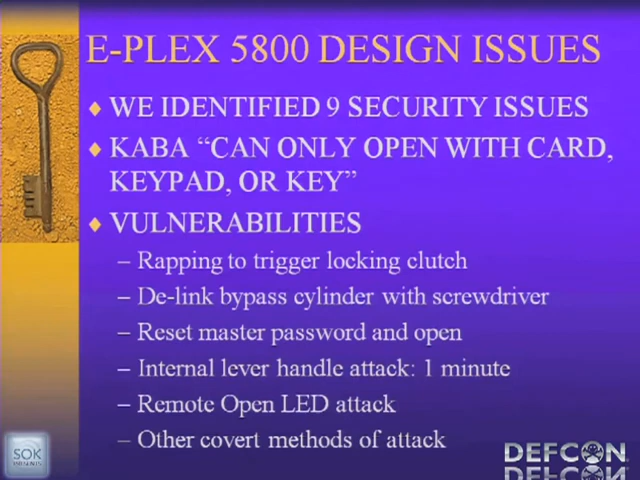 E-PLEX 5800 DESIGN ISSUES
♦ WE IDENTIFIED 9 SECURITY ISSUES
♦ KABA “CAN ONLY OPEN WITH CARD,
KEYPAD, OR KEY”
♦ VULNERABILITIES
– Rapping to trigger locking clutch
– De-link bypass cylinder with screwdriver
– Reset master password and open
– Internal lever handle attack: 1 minute
– Remote Open LED attack
– Other covert methods of attack
SOK
DEFCON